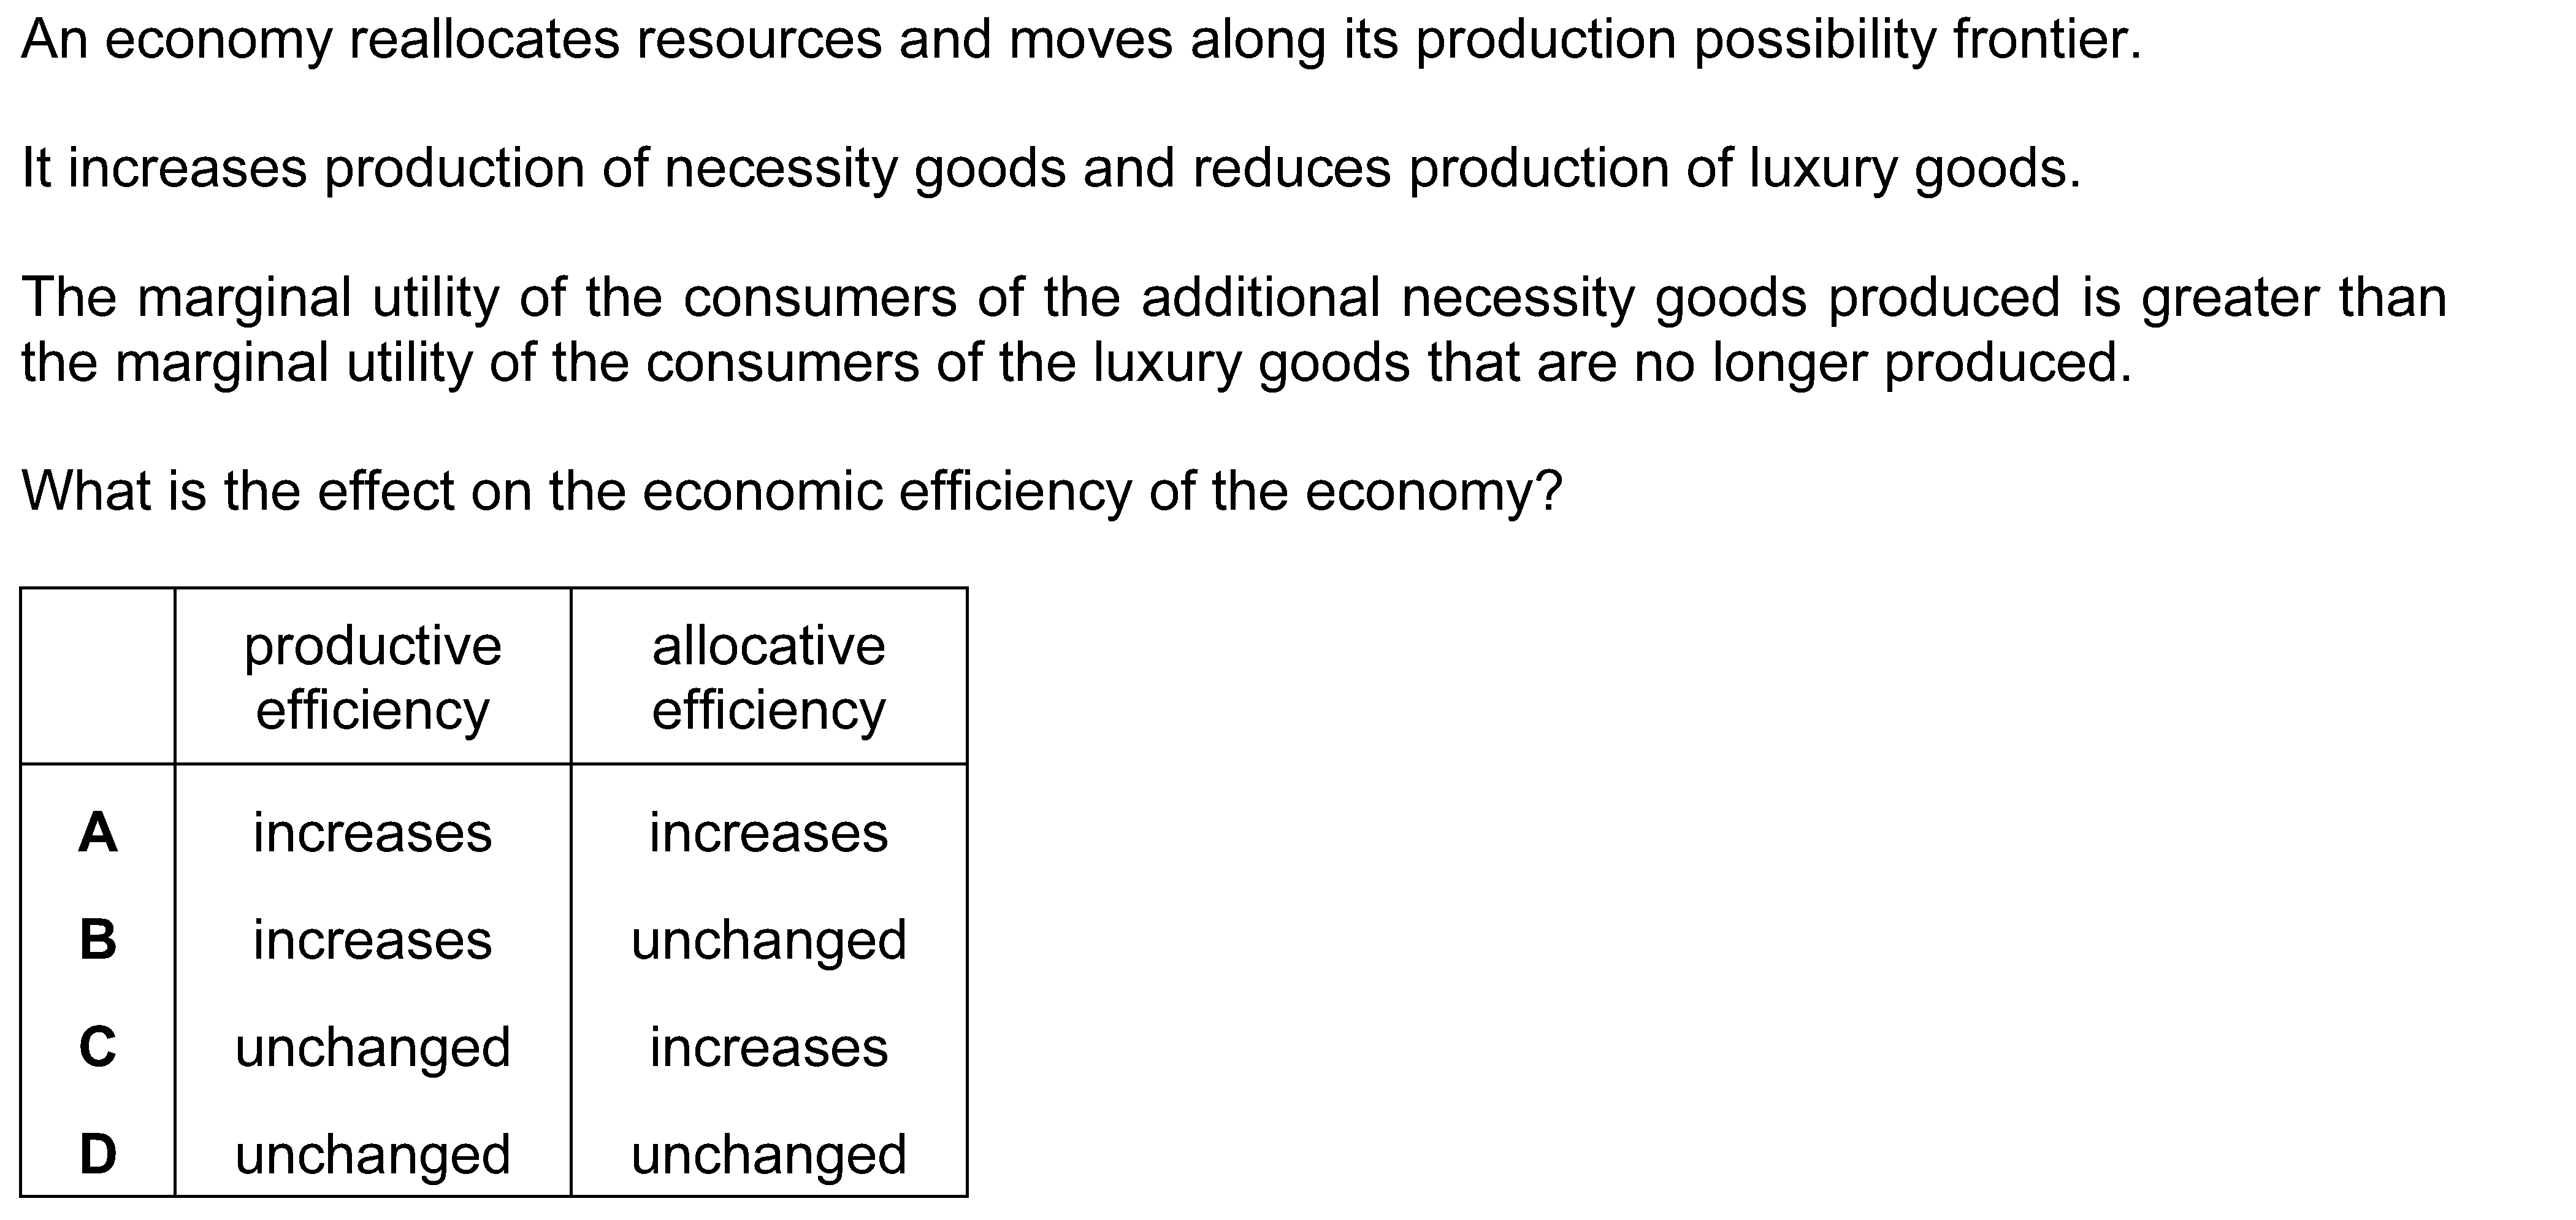 An economy reallocates resources and moves along its production possibility frontier.
It increases production of necessity goods and reduces production of luxury goods.
The marginal utility of the consumers of the additional necessity goods produced is greater than
the marginal utility of the consumers of the luxury goods that are no longer produced.
What is the effect on the economic efficiency of the economy?
productive efficiency allocative efficiency
A increases increases
B increases unchanged
C unchanged increases
D unchanged unchanged